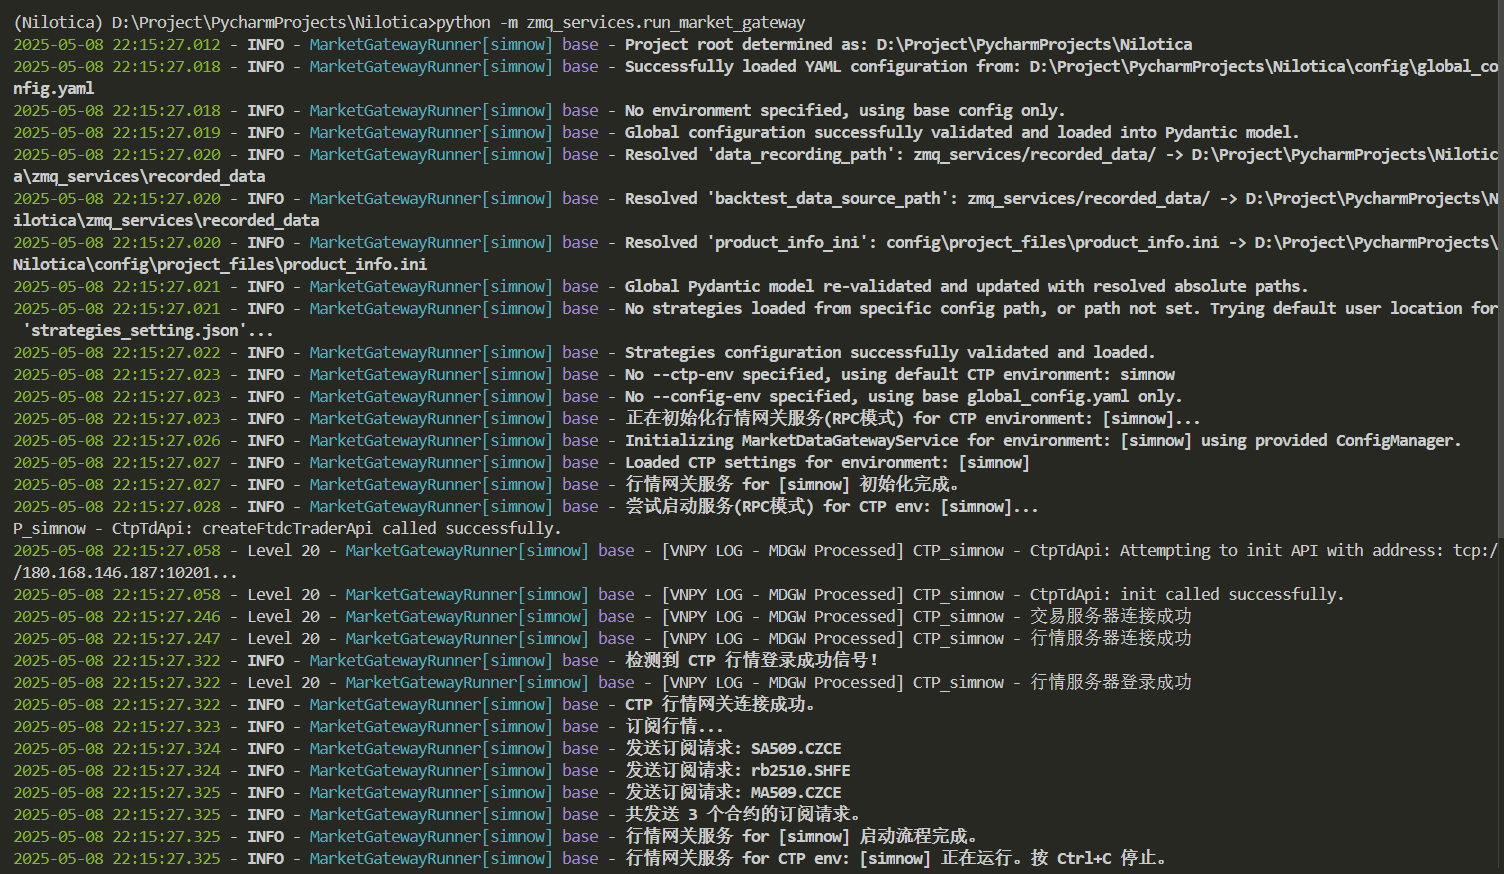 (Nilotica) D:\Project\PycharmProjects\Nilotica>python -m zmq_services.run_market_gateway
2025-05-08 22:15:27.012 - INFO - MarketGatewayRunner[simnow] base - Project root determined as: D:\Project\PycharmProjects\Nilotica
2025-05-08 22:15:27.018 - INFO - MarketGatewayRunner[simnow] base - Successfully loaded YAML configuration from: D:\Project\PycharmProjects\Nilotica\config\global_co
nfig.yaml
2025-05-08 22:15:27.018 - INFO - MarketGatewayRunner[simnow] base - No environment specified, using base config only.
2025-05-08 22:15:27.019 - INFO - MarketGatewayRunner[simnow] base - Global configuration successfully validated and loaded into Pydantic model.
2025-05-08 22:15:27.020 - INFO - MarketGatewayRunner[simnow] base - Resolved 'data_recording_path': zmq_services/recorded_data/ -> D:\Project\PycharmProjects\Nilotic
a\zmq_services\recorded_data
2025-05-08 22:15:27.020 - INFO - MarketGatewayRunner[simnow] base - Resolved 'backtest_data_source_path': zmq_services/recorded_data/ -> D:\Project\PycharmProjects\N
ilotica\zmq_services\recorded_data
2025-05-08 22:15:27.020 - INFO - MarketGatewayRunner[simnow] base - Resolved 'product_info_ini': config\project_files\product_info.ini -> D:\Project\PycharmProjects\
Nilotica\config\project_files\product_info.ini
2025-05-08 22:15:27.021 - INFO - MarketGatewayRunner[simnow] base - Global Pydantic model re-validated and updated with resolved absolute paths.
2025-05-08 22:15:27.021 - INFO - MarketGatewayRunner[simnow] base - No strategies loaded from specific config path, or path not set. Trying default user location for
 'strategies_setting.json'...
2025-05-08 22:15:27.022 - INFO - MarketGatewayRunner[simnow] base - Strategies configuration successfully validated and loaded.
2025-05-08 22:15:27.023 - INFO - MarketGatewayRunner[simnow] base - No --ctp-env specified, using default CTP environment: simnow
2025-05-08 22:15:27.023 - INFO - MarketGatewayRunner[simnow] base - No --config-env specified, using base global_config.yaml only.
2025-05-08 22:15:27.023 - INFO - MarketGatewayRunner[simnow] base - 正在初始化行情网关服务(RPC模式) for CTP environment: [simnow]...
2025-05-08 22:15:27.026 - INFO - MarketGatewayRunner[simnow] base - Initializing MarketDataGatewayService for environment: [simnow] using provided ConfigManager.
2025-05-08 22:15:27.027 - INFO - MarketGatewayRunner[simnow] base - Loaded CTP settings for environment: [simnow]
2025-05-08 22:15:27.027 - INFO - MarketGatewayRunner[simnow] base - 行情网关服务 for [simnow] 初始化完成。
2025-05-08 22:15:27.028 - INFO - MarketGatewayRunner[simnow] base - 尝试启动服务(RPC模式) for CTP env: [simnow]...
P_simnow - CtpTdApi: createFtdcTraderApi called successfully.
2025-05-08 22:15:27.058 - Level 20 - MarketGatewayRunner[simnow] base - [VNPY LOG - MDGW Processed] CTP_simnow - CtpTdApi: Attempting to init API with address: tcp:/
/180.168.146.187:10201...
2025-05-08 22:15:27.058 - Level 20 - MarketGatewayRunner[simnow] base - [VNPY LOG - MDGW Processed] CTP_simnow - CtpTdApi: init called successfully.
2025-05-08 22:15:27.246 - Level 20 - MarketGatewayRunner[simnow] base - [VNPY LOG - MDGW Processed] CTP_simnow - 交易服务器连接成功
2025-05-08 22:15:27.247 - Level 20 - MarketGatewayRunner[simnow] base - [VNPY LOG - MDGW Processed] CTP_simnow - 行情服务器连接成功
2025-05-08 22:15:27.322 - INFO - MarketGatewayRunner[simnow] base - 检测到 CTP 行情登录成功信号！
2025-05-08 22:15:27.322 - Level 20 - MarketGatewayRunner[simnow] base - [VNPY LOG - MDGW Processed] CTP_simnow - 行情服务器登录成功
2025-05-08 22:15:27.322 - INFO - MarketGatewayRunner[simnow] base - CTP 行情网关连接成功。
2025-05-08 22:15:27.323 - INFO - MarketGatewayRunner[simnow] base - 订阅行情...
2025-05-08 22:15:27.324 - INFO - MarketGatewayRunner[simnow] base - 发送订阅请求: SA509.CZCE
2025-05-08 22:15:27.324 - INFO - MarketGatewayRunner[simnow] base - 发送订阅请求: rb2510.SHFE
2025-05-08 22:15:27.325 - INFO - MarketGatewayRunner[simnow] base - 发送订阅请求: MA509.CZCE
2025-05-08 22:15:27.325 - INFO - MarketGatewayRunner[simnow] base - 共发送 3 个合约的订阅请求。
2025-05-08 22:15:27.325 - INFO - MarketGatewayRunner[simnow] base - 行情网关服务 for [simnow] 启动流程完成。
2025-05-08 22:15:27.325 - INFO - MarketGatewayRunner[simnow] base - 行情网关服务 for CTP env: [simnow] 正在运行。按 Ctrl+C 停止。